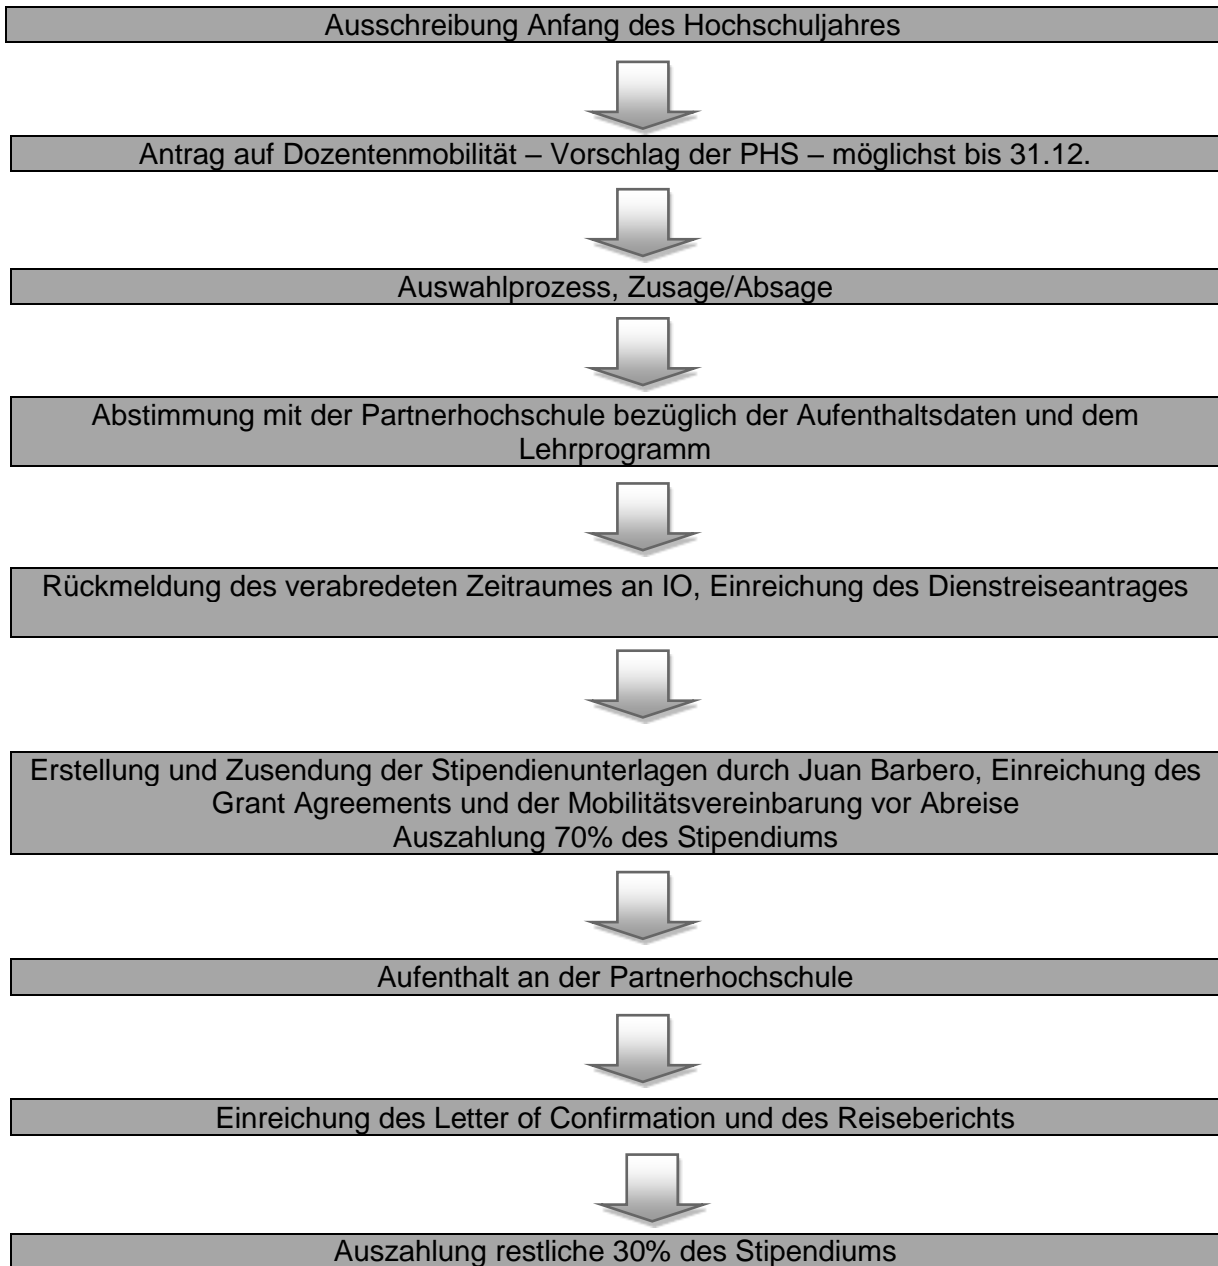 Ausschreibung Anfang des Hochschuljahres
Antrag auf Dozentenmobilität – Vorschlag der PHS – möglichst bis 31.12.
Auswahlprozess, Zusage/Absage
Abstimmung mit der Partnerhochschule bezüglich der Aufenthaltsdaten und dem
Lehrprogramm
Rückmeldung des verabredeten Zeitraumes an IO, Einreichung des Dienstreiseantrages
Erstellung und Zusendung der Stipendienunterlagen durch Juan Barbero, Einreichung des
Grant Agreements und der Mobilitätsvereinbarung vor Abreise
Auszahlung 70% des Stipendiums
Aufenthalt an der Partnerhochschule
Einreichung des Letter of Confirmation und des Reiseberichts
Auszahlung restliche 30% des Stipendiums